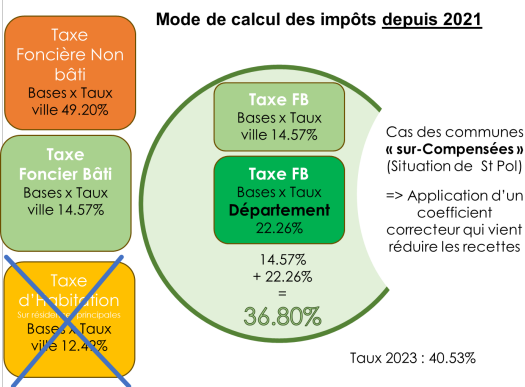 Mode de calcul des impôts depuis 2021
Taxe
Foncière Non
bâti
Bases x Taux
ville 49.20%
Taxe
Foncier Bâti
Bases x Taux
ville 14.57%
Taxe
d'Habitation
Sur résidences principales
Bases x Taux
ville 12.49%
Taxe FB
Bases x Taux
ville 14.57%
Taxe FB
Bases x Taux
Département
22.26%
14.57%
+ 22.26%
=
36.80%
Cas des communes
« sur-Compensées »
(Situation de St Pol)
=> Application d'un
coefficient
correcteur qui vient
réduire les recettes
Taux 2023 : 40.53%